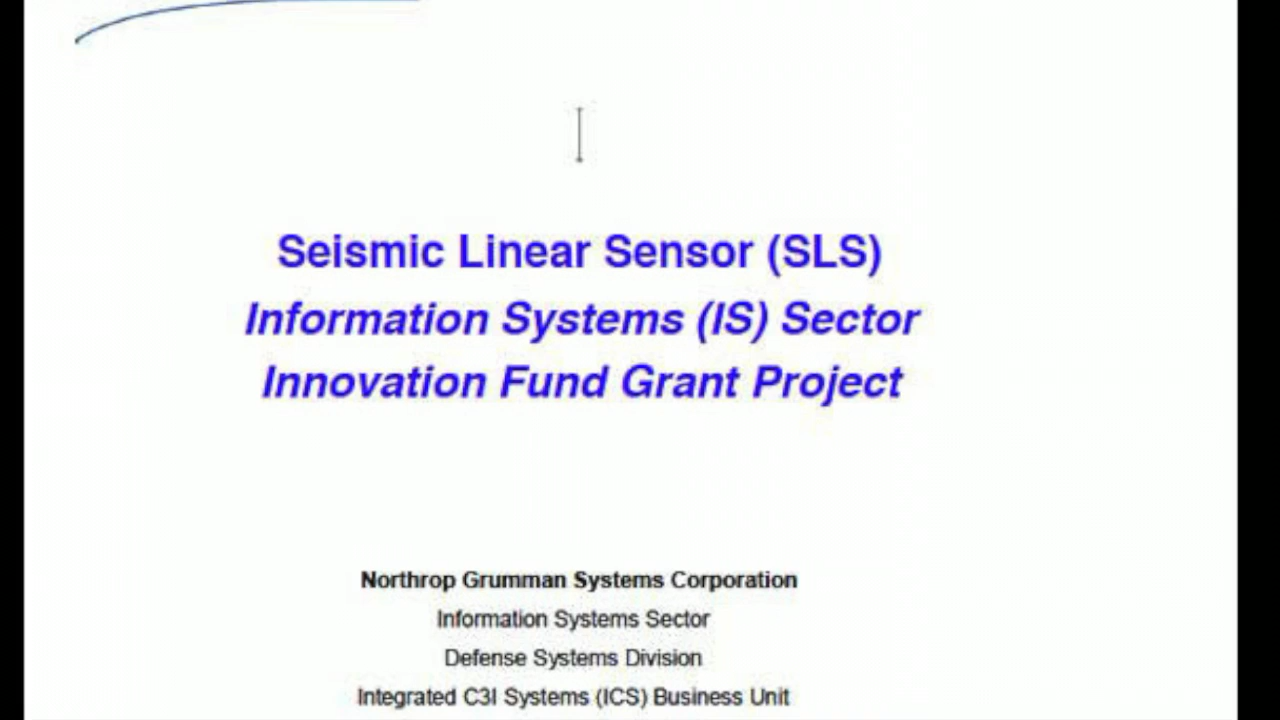 Seismic Linear Sensor (SLS)
Information Systems (IS) Sector
Innovation Fund Grant Project
Northrop Grumman Systems Corporation
Information Systems Sector
Defense Systems Division
Integrated C3I Systems (ICS) Business Unit